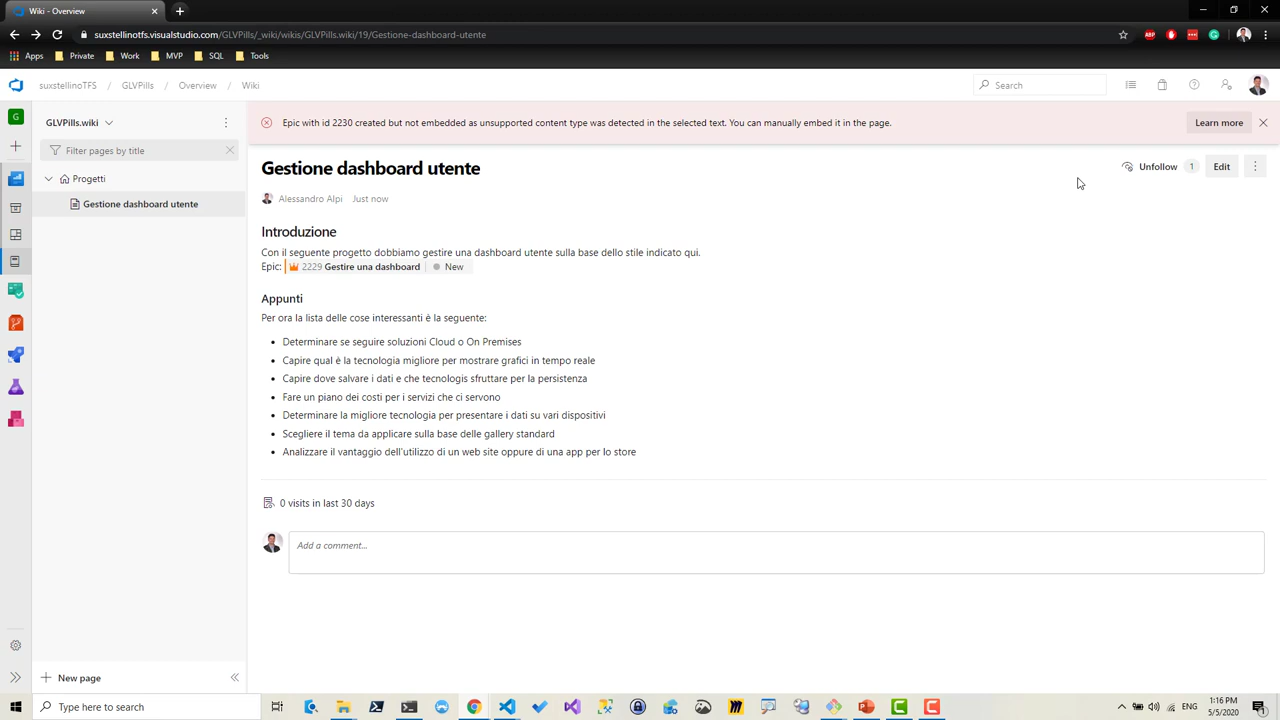 Wiki - Overview
suxstellinotfs.visualstudio.com/GLVPills/_wiki/wikis/GLVPills.wiki/19/Gestione-dashboard-utente
ABP
Apps Private Work MVP SQL Tools
suxstellinoTFS GLVPills Overview Wiki Search
G
GLVPills.wiki
Epic with id 2230 created but not embedded as unsupported content type was detected in the selected text. You can manually embed it in the page. Learn more
Filter pages by title
Gestione dashboard utente
Unfollow 1 Edit
Progetti
Alessandro Alpi Just now
Gestione dashboard utente
Introduzione
Con il seguente progetto dobbiamo gestire una dashboard utente sulla base dello stile indicato qui.
Epic: 2229 Gestire una dashboard New
Appunti
Per ora la lista delle cose interessanti è la seguente:
Determinare se seguire soluzioni Cloud o On Premises
Capire qual è la tecnologia migliore per mostrare grafici in tempo reale
Capire dove salvare i dati e che tecnologis sfruttare per la persistenza
Fare un piano dei costi per i servizi che ci servono
Determinare la migliore tecnologia per presentare i dati su vari dispositivi
Scegliere il tema da applicare sulla base delle gallery standard
Analizzare il vantaggio dell'utilizzo di un web site oppure di una app per lo store
0 visits in last 30 days
Add a comment...
New page
Type here to search
ENG
1:16 PM
5/5/2020